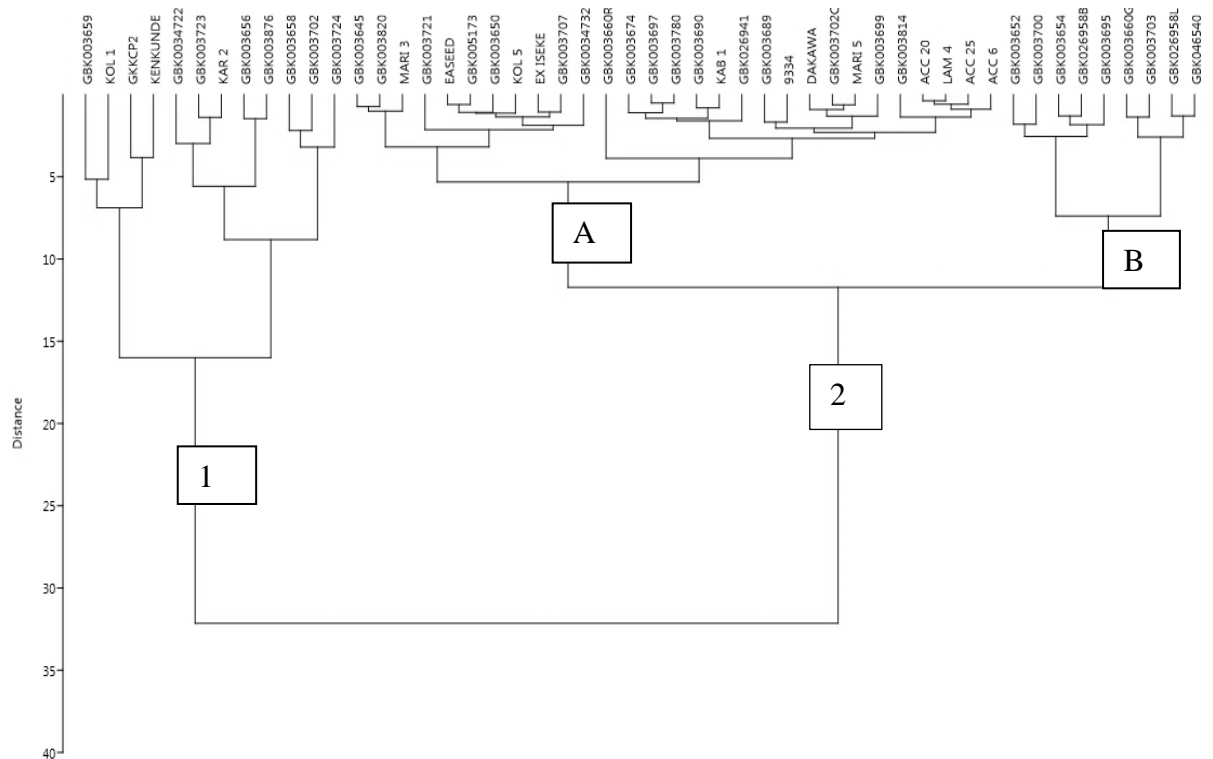 GBK003659
KOL 1
GKKCP2
KENKUNDE
GBK0034722
GBK003723
KAR 2
GBK003656
GBK003876
GBK003658
GBK003702
GBK003724
GBK003645
GBK003820
MARI 3
GBK003721
EASEED
GBK005173
GBK003650
KOL 5
EX ISEKE
GBK003707
GBK0034732
GBK003660R
GBK003674
GBK003697
GBK003780
GBK003690
KAB 1
GBK026941
GBK003689
9334
DAKAWA
GBK003702C
MARI 5
GBK003699
GBK003814
ACC 20
LAM 4
ACC 25
ACC 6
GBK003652
GBK003700
GBK003654
GBK026958B
GBK003695
GBK003660G
GBK003703
GBK026958L
GBK046540
5
A
10
B
15
2
Distance
20
1
25
30
35
40